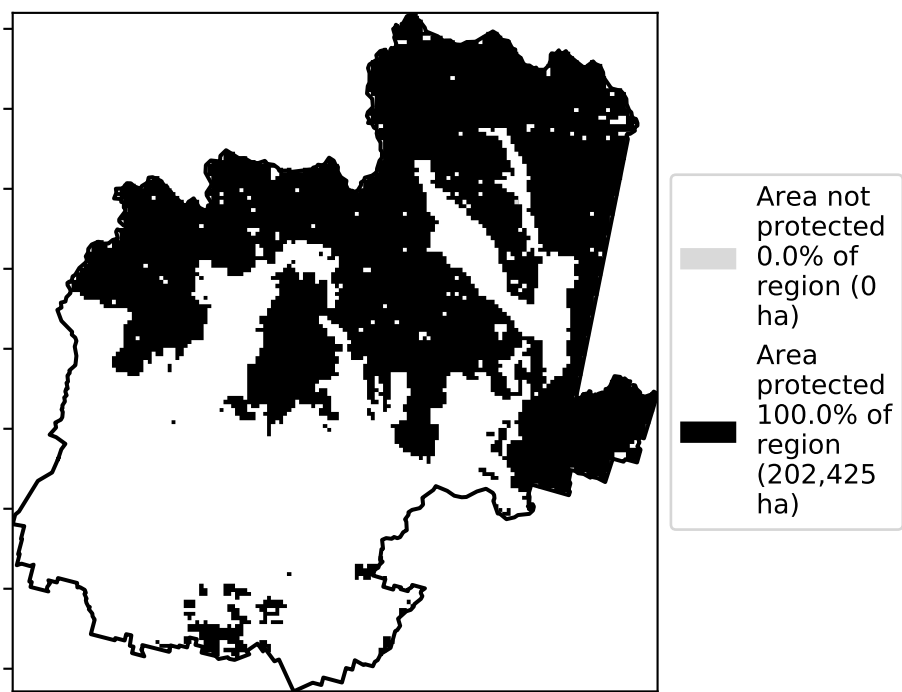 Area not
protected
0.0% of
region (0
ha)
Area
protected
100.0% of
region
(202,425
ha)